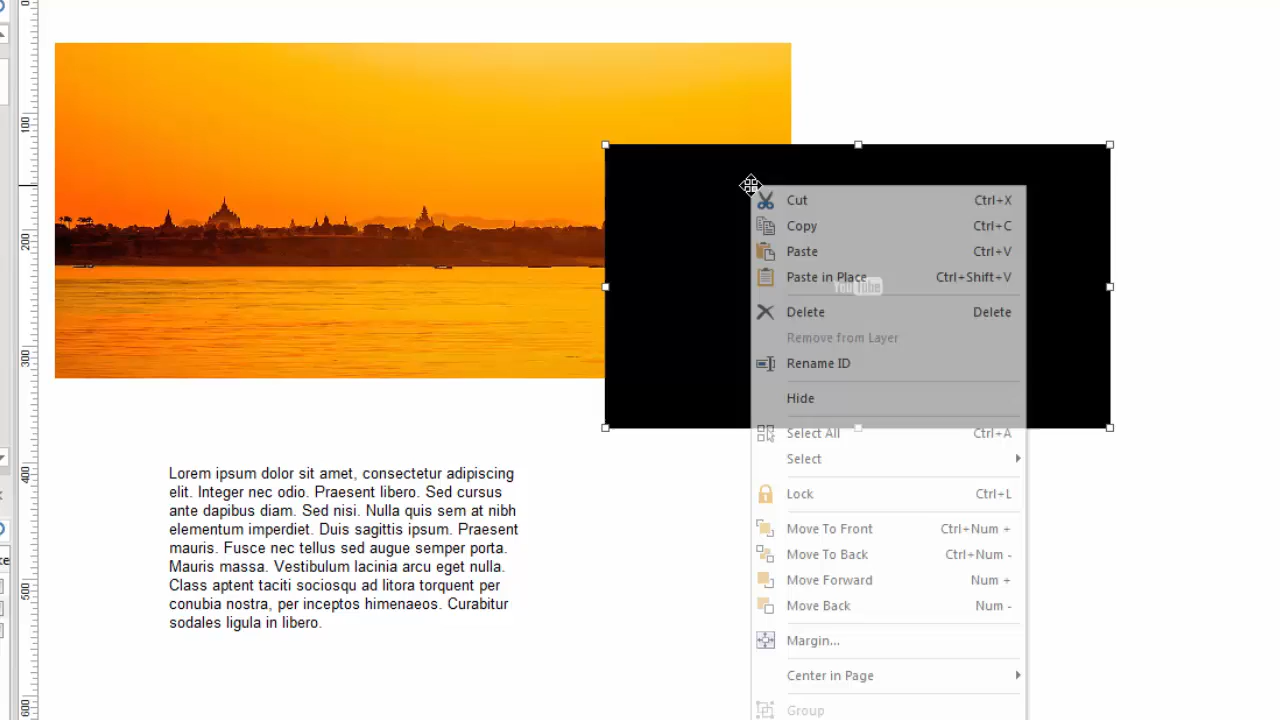 0
100
200
300
400
500
600
Cut Ctrl+X
Copy Ctrl+C
Paste Ctrl+V
Paste in Place Ctrl+Shift+V
YouTube
Delete Delete
Remove from Layer
Rename ID
Hide
Select All Ctrl+A
Select
Lock Ctrl+L
Move To Front Ctrl+Num +
Move To Back Ctrl+Num -
Move Forward Num +
Move Back Num -
Margin...
Center in Page
Group
Lorem ipsum dolor sit amet, consectetur adipiscing
elit. Integer nec odio. Praesent libero. Sed cursus
ante dapibus diam. Sed nisi. Nulla quis sem at nibh
elementum imperdiet. Duis sagittis ipsum. Praesent
mauris. Fusce nec tellus sed augue semper porta.
Mauris massa. Vestibulum lacinia arcu eget nulla.
Class aptent taciti sociosqu ad litora torquent per
conubia nostra, per inceptos himenaeos. Curabitur
sodales ligula in libero.